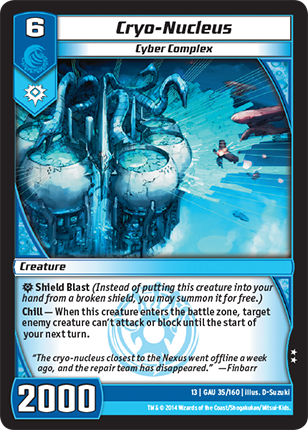 6
Cryo-Nucleus
Cyber Complex
Creature
Shield Blast (Instead of putting this creature into your
hand from a broken shield, you may summon it for free.)
Chill — When this creature enters the battle zone, target
enemy creature can't attack or block until the start of
your next turn.
"The cryo-nucleus closest to the Nexus went offline a week
ago, and the repair team has disappeared." —Finbarr
2000
13 | GAU 35/160 | illus. D-Suzuki
TM & © 2014 Wizards of the Coast/Shogakukan/Mitsui-Kids.